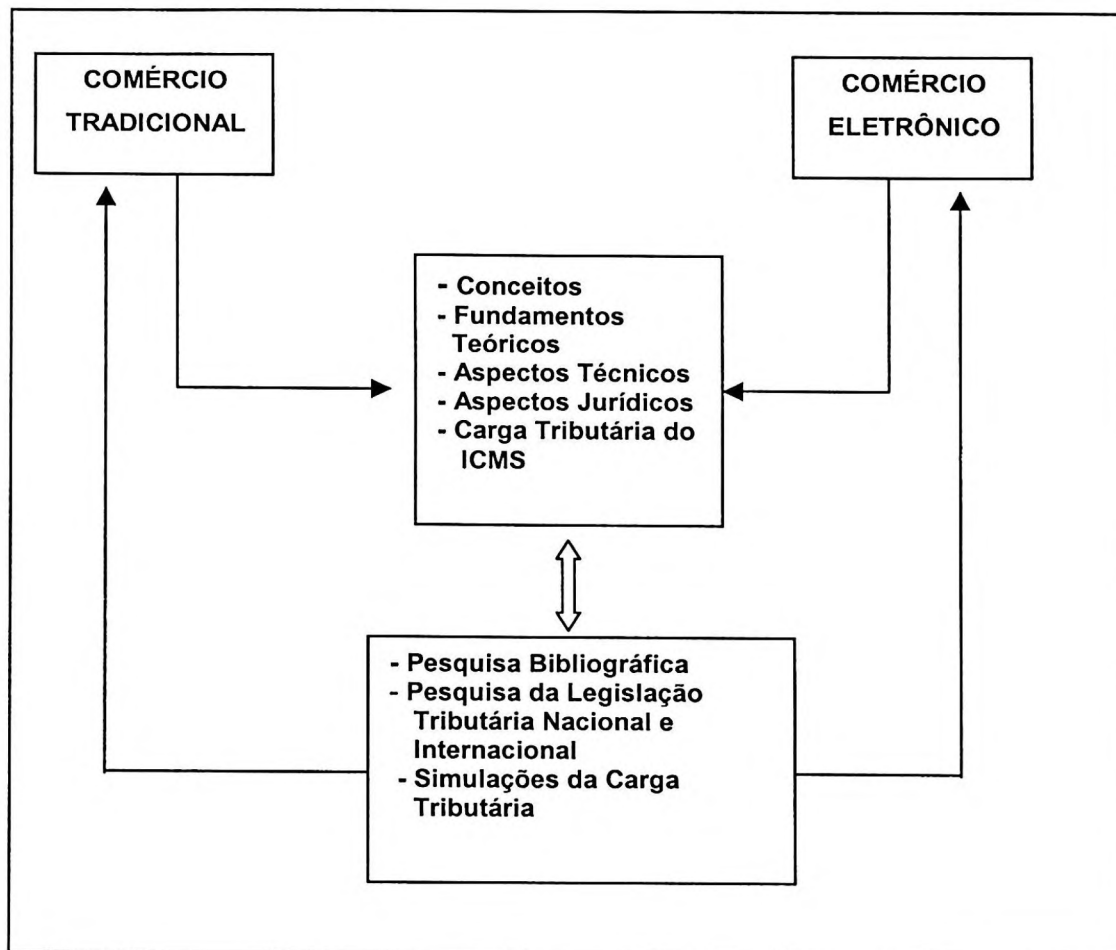 COMÉRCIO
TRADICIONAL
COMÉRCIO
ELETRÔNICO
- Conceitos
- Fundamentos
Teóricos
- Aspectos Técnicos
- Aspectos Jurídicos
- Carga Tributária do
ICMS
- Pesquisa Bibliográfica
- Pesquisa da Legislação
Tributária Nacional e
Internacional
- Simulações da Carga
Tributária